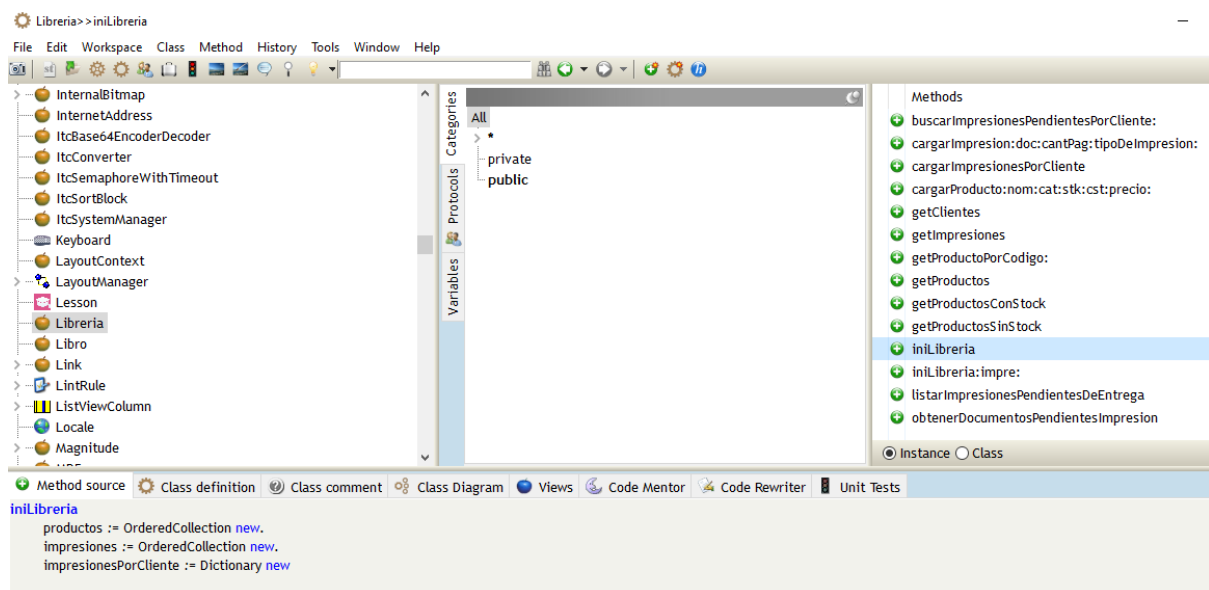 Libreria>>iniLibreria
File Edit Workspace Class Method History Tools Window Help
InternalBitmap
InternetAddress
ItcBase64EncoderDecoder
ItcConverter
ItcSemaphoreWithTimeout
ItcSortBlock
ItcSystemManager
Keyboard
LayoutContext
LayoutManager
Lesson
Libreria
Libro
Link
LintRule
ListViewColumn
Locale
Magnitude
Categories
Protocols
Variables
All
*
private
public
Methods
buscarImpresionesPendientesPorCliente:
cargarImpresion:doc:cantPag:tipoDeImpresion:
cargarImpresionesPorCliente
cargarProducto:nom:cat:stk:cst:precio:
getClientes
getImpresiones
getProductoPorCodigo:
getProductos
getProductosConStock
getProductosSinStock
iniLibreria
iniLibreria:impre:
listarImpresionesPendientesDeEntrega
obtenerDocumentosPendientesImpresion
Instance Class
Method source Class definition Class comment Class Diagram Views Code Mentor Code Rewriter Unit Tests
iniLibreria
productos := OrderedCollection new.
impresiones := OrderedCollection new.
impresionesPorCliente := Dictionary new